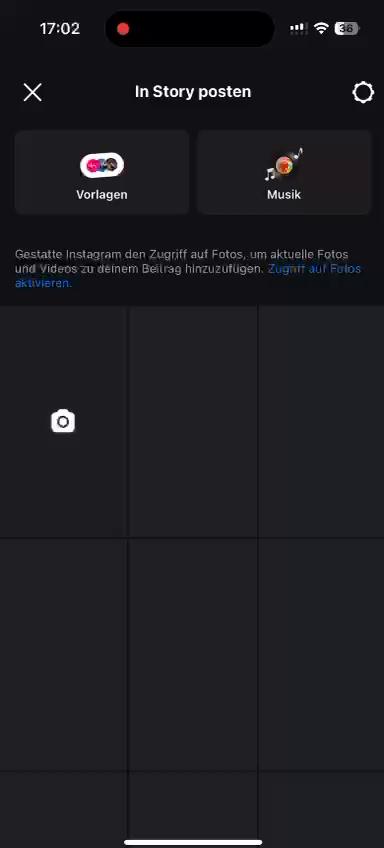 17:02
36
In Story posten
Vorlagen
Musik
Gestatte Instagram den Zugriff auf Fotos, um aktuelle Fotos
und Videos zu deinem Beitrag hinzuzufügen. Zugriff auf Fotos
aktivieren.